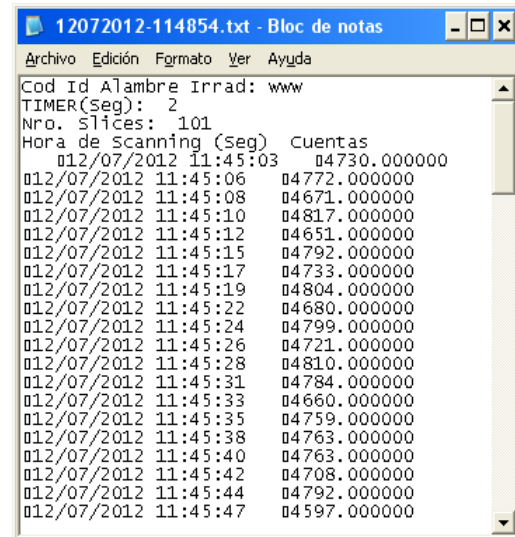 12072012-114854.txt - Bloc de notas
Archivo Edición Formato Ver Ayuda
Cod Id Alambre Irrad: www
TIMER(Seg): 2
Nro. Slices: 101
Hora de Scanning (Seg) Cuentas
▯12/07/2012 11:45:03 ▯4730.000000
▯12/07/2012 11:45:06 ▯4772.000000
▯12/07/2012 11:45:08 ▯4671.000000
▯12/07/2012 11:45:10 ▯4817.000000
▯12/07/2012 11:45:12 ▯4651.000000
▯12/07/2012 11:45:15 ▯4792.000000
▯12/07/2012 11:45:17 ▯4733.000000
▯12/07/2012 11:45:19 ▯4804.000000
▯12/07/2012 11:45:22 ▯4680.000000
▯12/07/2012 11:45:24 ▯4799.000000
▯12/07/2012 11:45:26 ▯4721.000000
▯12/07/2012 11:45:28 ▯4810.000000
▯12/07/2012 11:45:31 ▯4784.000000
▯12/07/2012 11:45:33 ▯4660.000000
▯12/07/2012 11:45:35 ▯4759.000000
▯12/07/2012 11:45:38 ▯4763.000000
▯12/07/2012 11:45:40 ▯4763.000000
▯12/07/2012 11:45:42 ▯4708.000000
▯12/07/2012 11:45:44 ▯4792.000000
▯12/07/2012 11:45:47 ▯4597.000000